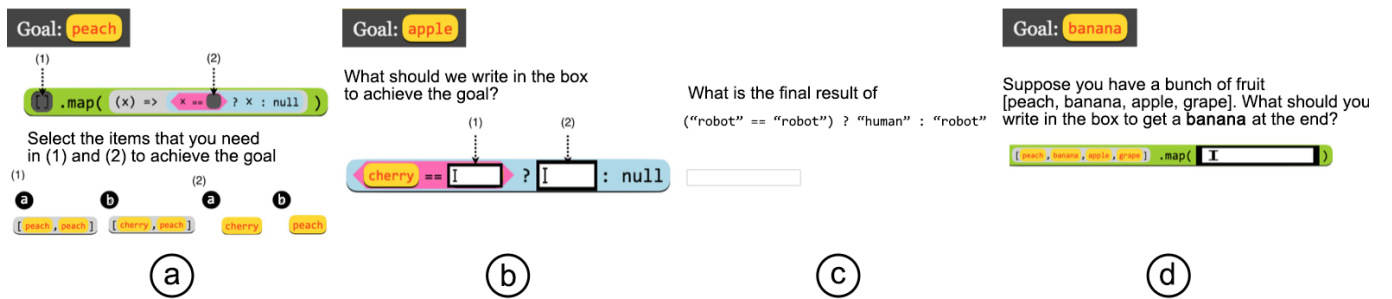 Goal: peach
(1) (2)
[ ] .map( (x) => x == ? x : null )
Select the items that you need
in (1) and (2) to achieve the goal
(1) (2)
a b a b
[ peach , peach ] [ cherry , peach ] cherry peach
a
Goal: apple
What should we write in the box
to achieve the goal?
(1) (2)
cherry == ? : null
b
What is the final result of
(“robot” == “robot”) ? “human” : “robot”
c
Goal: banana
Suppose you have a bunch of fruit
[peach, banana, apple, grape]. What should you
write in the box to get a banana at the end?
[ peach , banana , apple , grape ] .map( )
d